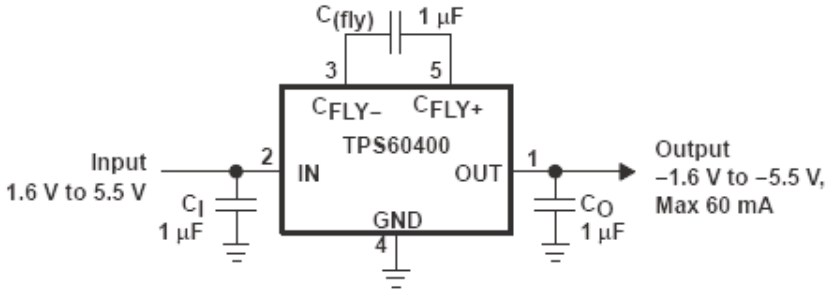 C(fly) 1 μF
3 5
CFLY− CFLY+
TPS60400
Input
1.6 V to 5.5 V
2
IN
OUT
1
Output
−1.6 V to −5.5 V,
Max 60 mA
CI
1 μF
GND
4
CO
1 μF